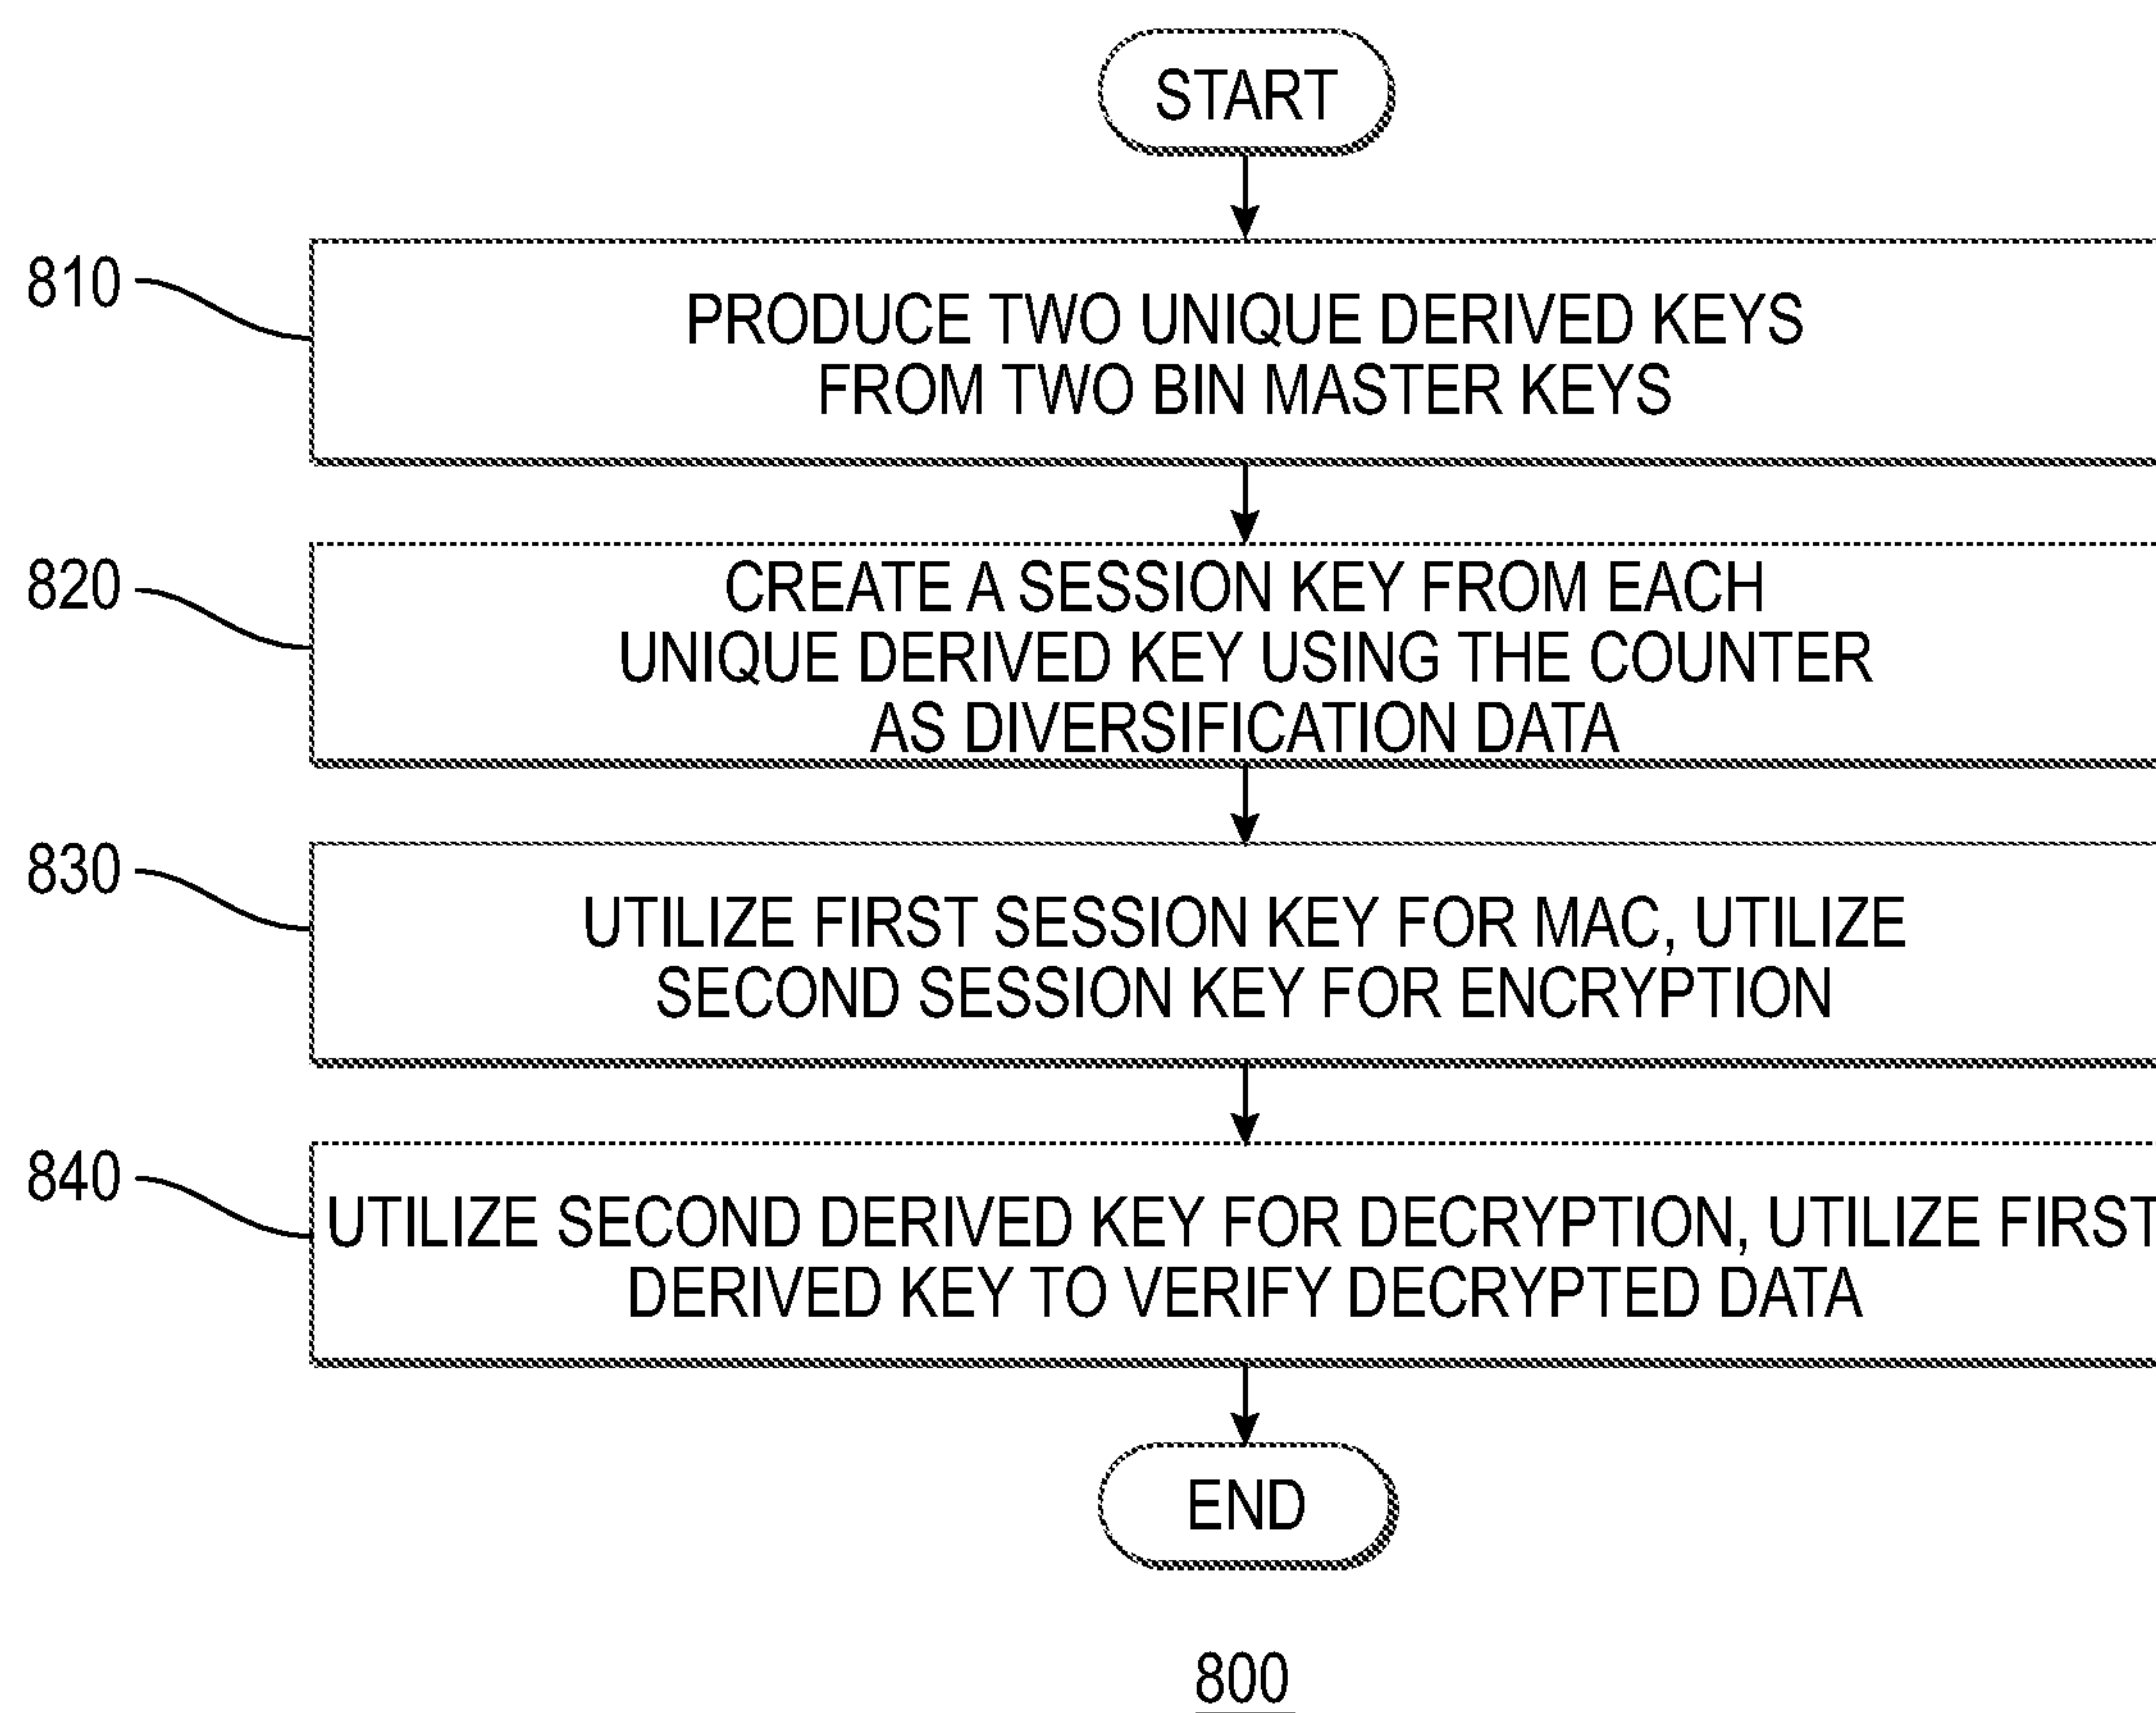 START
810
PRODUCE TWO UNIQUE DERIVED KEYS
FROM TWO BIN MASTER KEYS
820
CREATE A SESSION KEY FROM EACH
UNIQUE DERIVED KEY USING THE COUNTER
AS DIVERSIFICATION DATA
830
UTILIZE FIRST SESSION KEY FOR MAC, UTILIZE
SECOND SESSION KEY FOR ENCRYPTION
840
UTILIZE SECOND DERIVED KEY FOR DECRYPTION, UTILIZE FIRST
DERIVED KEY TO VERIFY DECRYPTED DATA
END
800